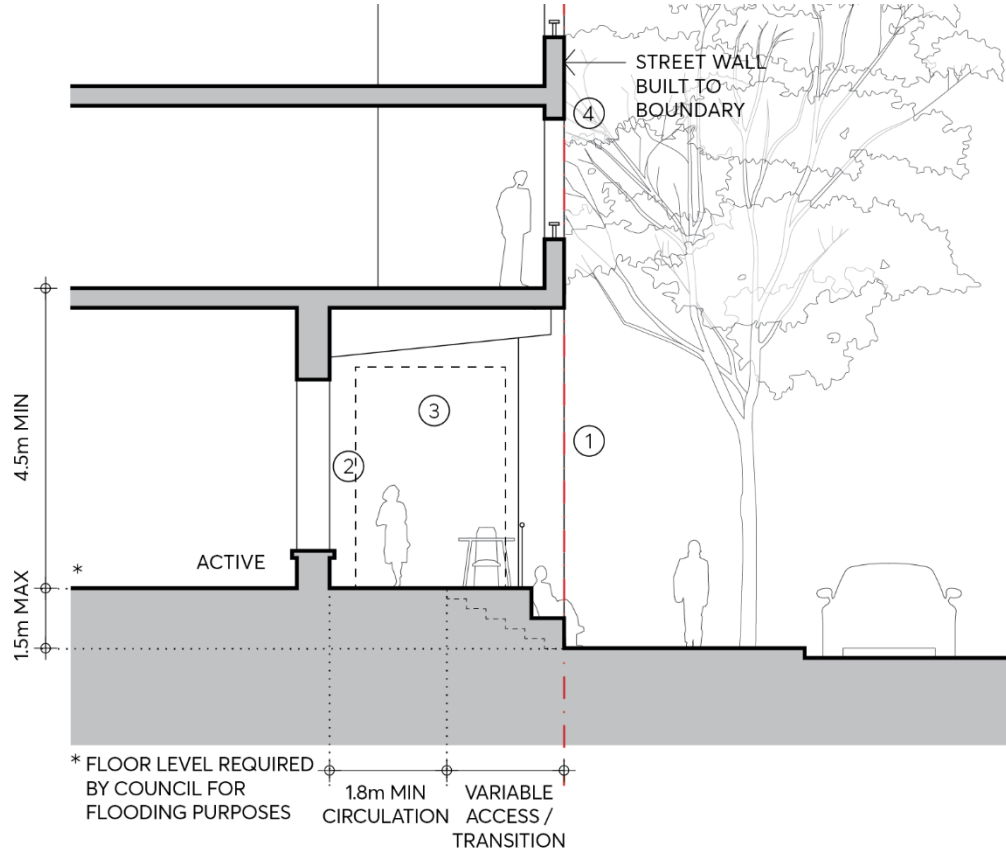 STREET WALL
BUILT TO
BOUNDARY
4
3
1
2
4.5m MIN
ACTIVE
*
1.5m MAX
* FLOOR LEVEL REQUIRED
BY COUNCIL FOR
FLOODING PURPOSES
1.8m MIN
CIRCULATION
VARIABLE
ACCESS /
TRANSITION